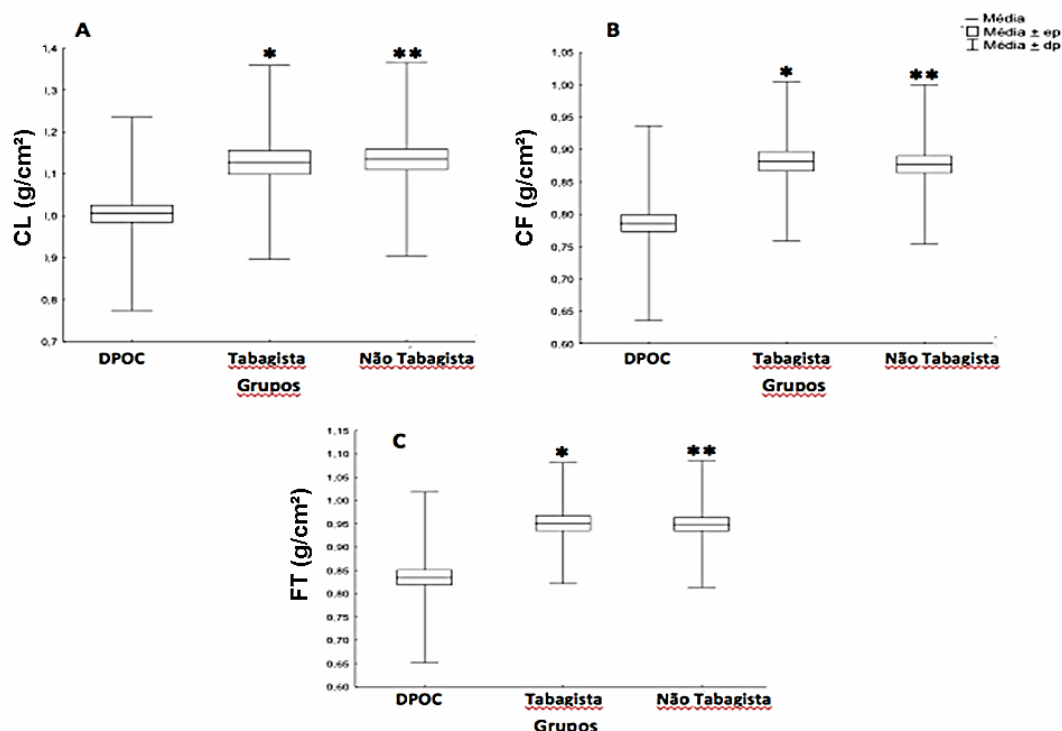 A
CL (g/cm²)
1,4
1,3
1,2
1,1
1,0
0,9
0,8
0,7
*
**
DPOC
Tabagista
Não Tabagista
Grupos
B
Média
Média ± ep
Média ± dp
CF (g/cm²)
1,05
1,00
0,95
0,90
0,85
0,80
0,75
0,70
0,65
0,60
*
**
DPOC
Tabagista
Não Tabagista
Grupos
C
FT (g/cm²)
1,15
1,10
1,05
1,00
0,95
0,90
0,85
0,80
0,75
0,70
0,65
0,60
*
**
DPOC
Tabagista
Não Tabagista
Grupos